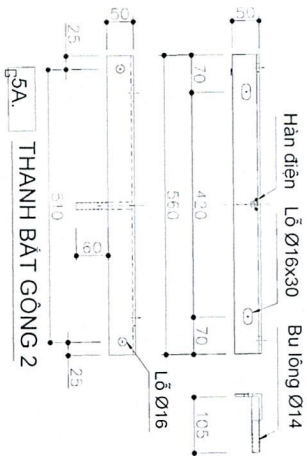 Hàn điện
Lỗ Ø16x30
Bu lông Ø14
50
70
420
70
560
105
50
60
Lỗ Ø16
25
510
25
5A. THANH BẮT GÔNG 2